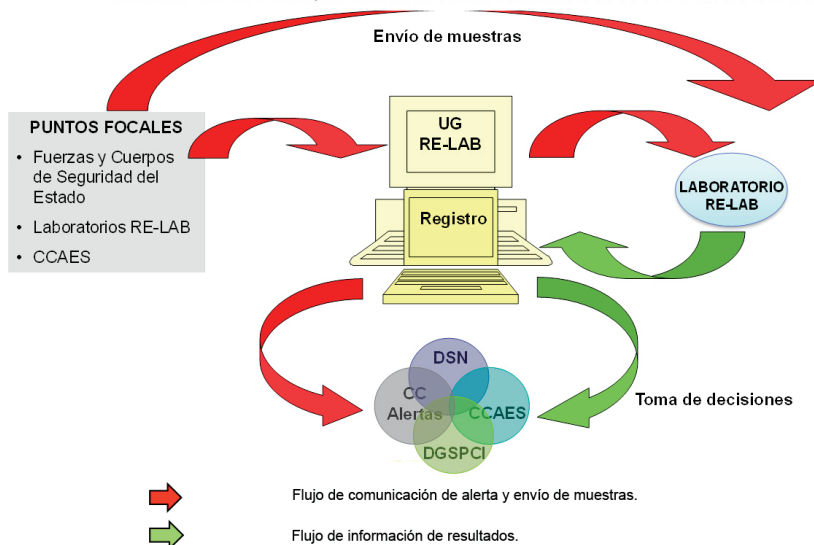 Envío de muestras
PUNTOS FOCALES
• Fuerzas y Cuerpos
de Seguridad del
Estado
• Laboratorios RE-LAB
• CCAES
UG
RE-LAB
Registro
LABORATORIO
RE-LAB
DSN
CC
Alertas
CCAES
DGSPCI
Toma de decisiones
Flujo de comunicación de alerta y envío de muestras.
Flujo de información de resultados.